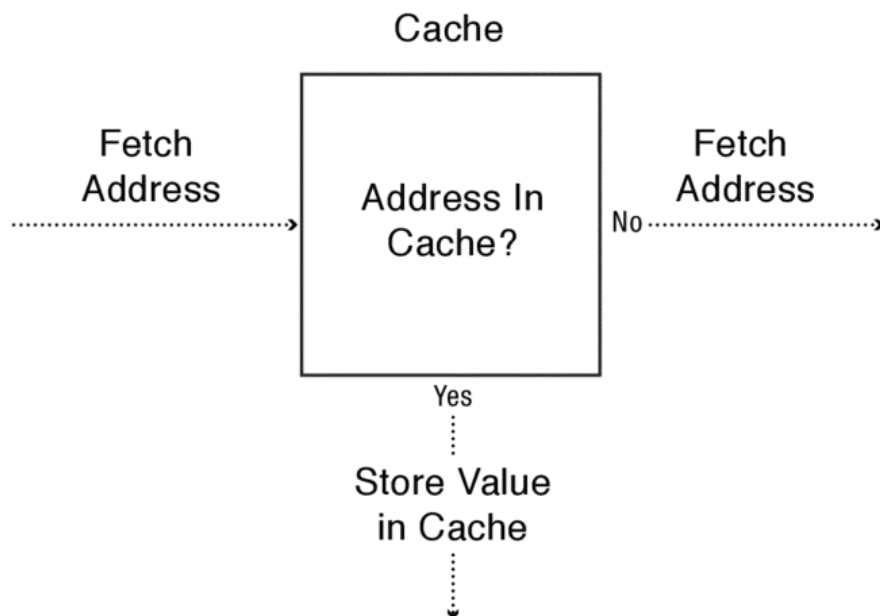 Cache
Fetch
Address
Address In
Cache?
No
Fetch
Address
Yes
Store Value
in Cache